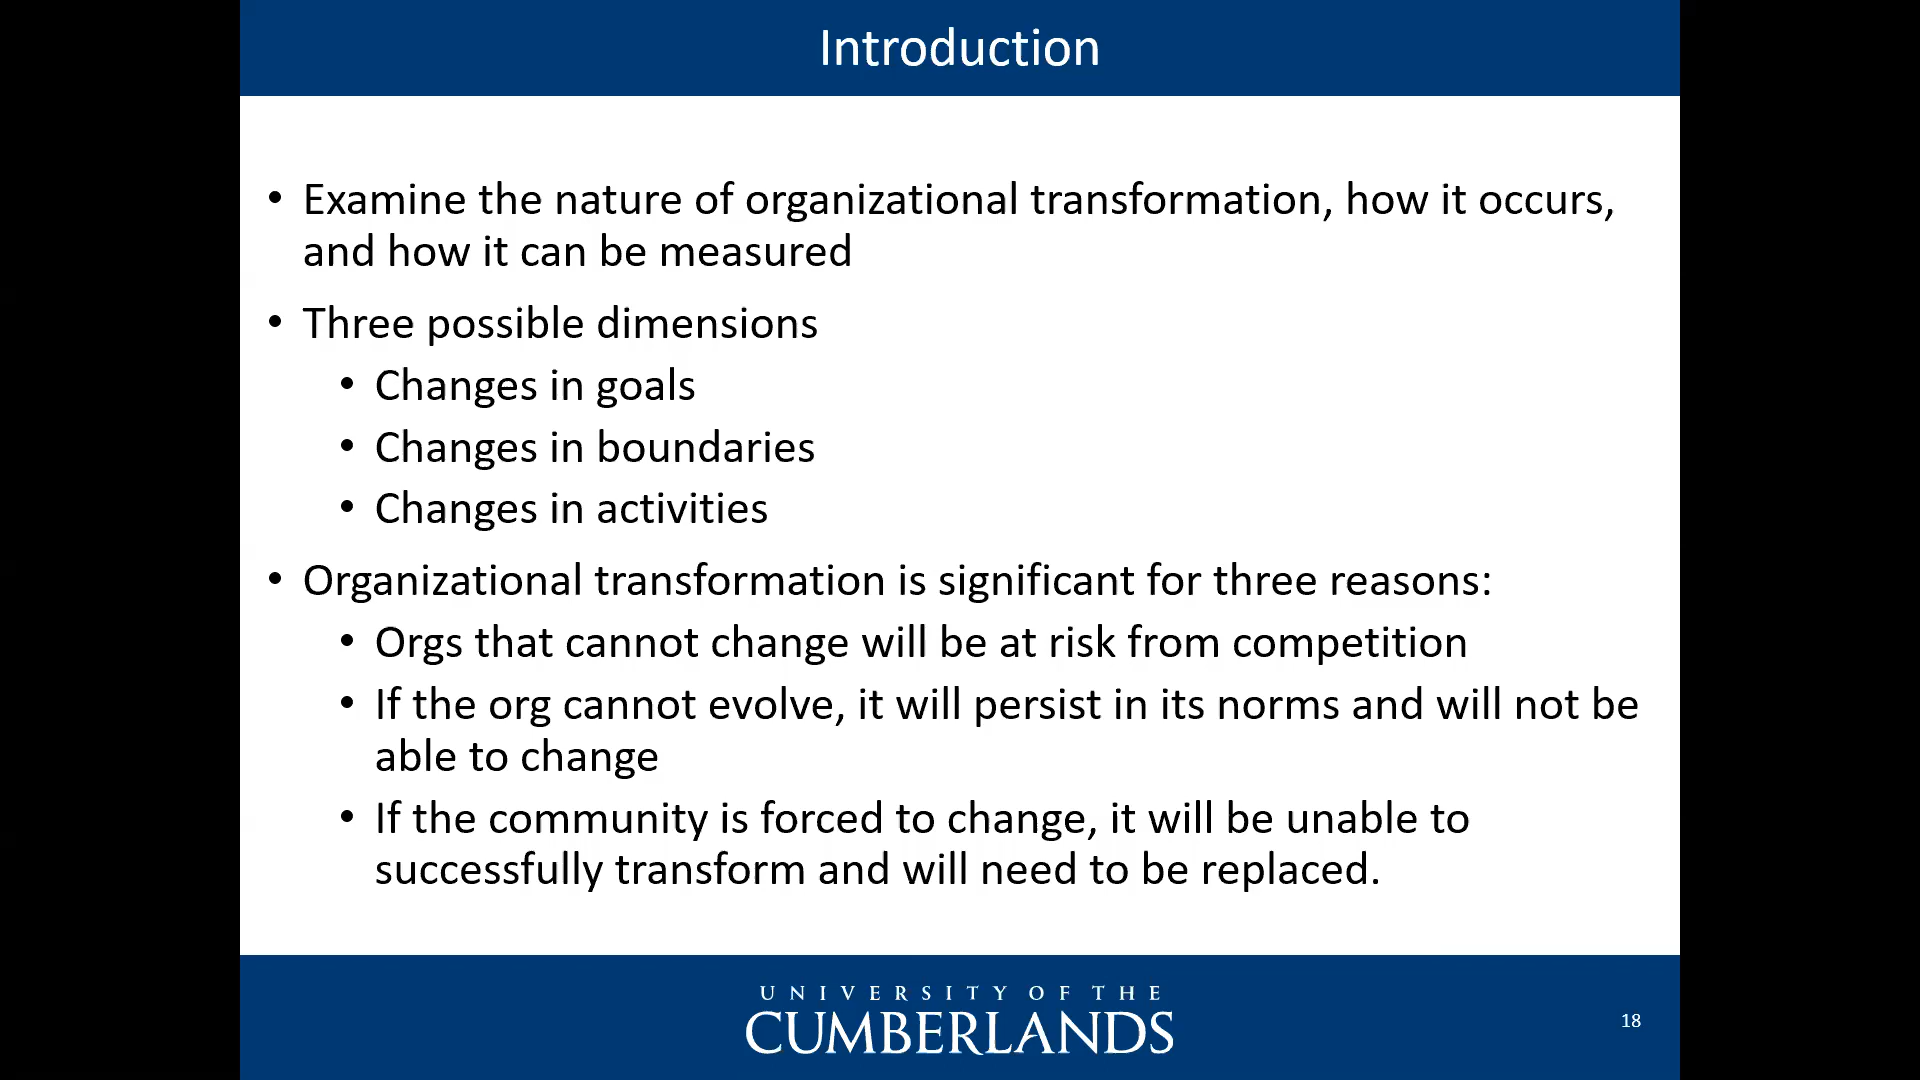 Introduction
• Examine the nature of organizational transformation, how it occurs,
and how it can be measured
• Three possible dimensions
• Changes in goals
• Changes in boundaries
• Changes in activities
• Organizational transformation is significant for three reasons:
• Orgs that cannot change will be at risk from competition
• If the org cannot evolve, it will persist in its norms and will not be
able to change
• If the community is forced to change, it will be unable to
successfully transform and will need to be replaced.
UNIVERSITY OF THE
CUMBERLANDS
18